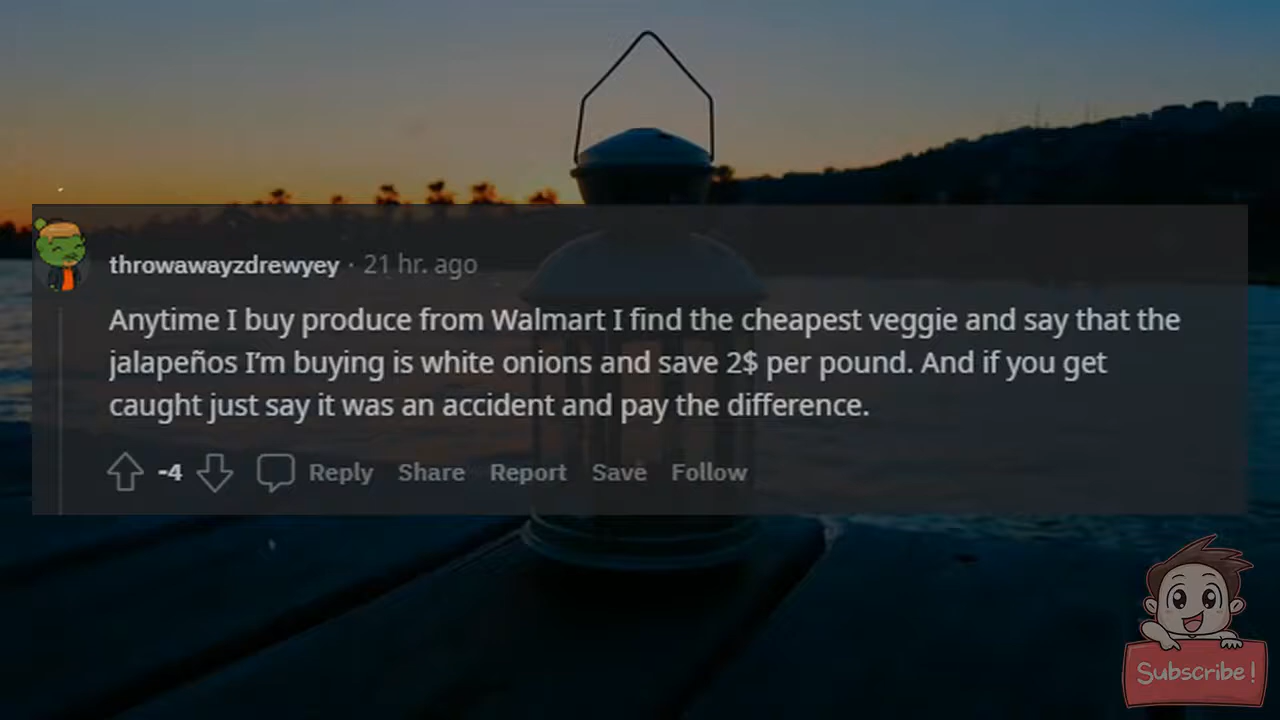 throwawayzdrewyey · 21 hr. ago
Anytime I buy produce from Walmart I find the cheapest veggie and say that the
jalapeños I'm buying is white onions and save 2$ per pound. And if you get
caught just say it was an accident and pay the difference.
-4 Reply Share Report Save Follow
Subscribe!